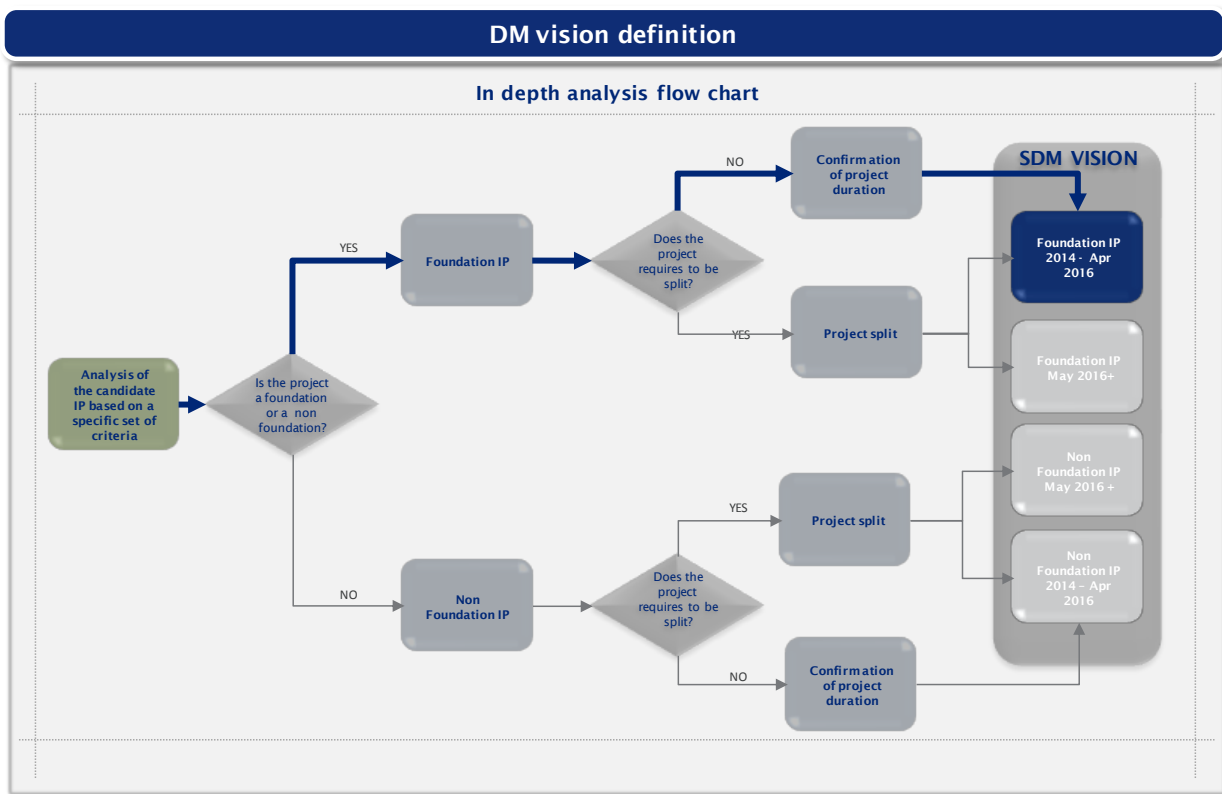 DM vision definition
In depth analysis flow chart
SDM VISION
NO
Confirmation
of project
duration
YES
Foundation IP
Does the
project
requires to be
split?
Foundation IP
2014 - Apr
2016
YES
Project split
Foundation IP
May 2016+
Analysis of
the candidate
IP based on a
specific set of
criteria
Is the project
a foundation
or a non
foundation?
Non
Foundation IP
May 2016 +
YES
Project split
NO
Non
Foundation IP
Does the
project
requires to be
split?
Non
Foundation IP
2014 – Apr
2016
NO
Confirmation
of project
duration